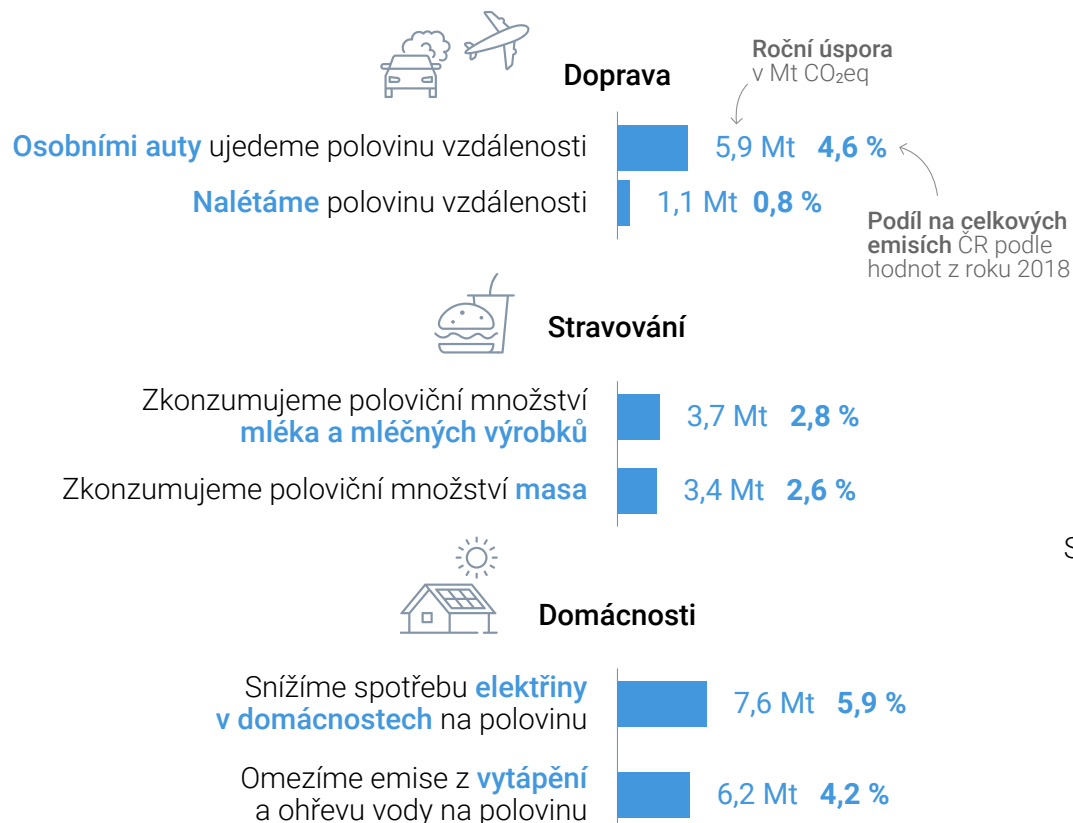 Doprava
Roční úspora
v Mt CO₂eq
Osobními auty ujedeme polovinu vzdálenosti 5,9 Mt 4,6 %
Nalétáme polovinu vzdálenosti 1,1 Mt 0,8 %
Podíl na celkových
emisích ČR podle
hodnot z roku 2018
Stravování
Zkonzumujeme poloviční množství
mléka a mléčných výrobků 3,7 Mt 2,8 %
Zkonzumujeme poloviční množství masa 3,4 Mt 2,6 %
S
Domácnosti
Snížíme spotřebu elektřiny
v domácnostech na polovinu 7,6 Mt 5,9 %
Omezíme emise z vytápění
a ohřevu vody na polovinu 6,2 Mt 4,2 %